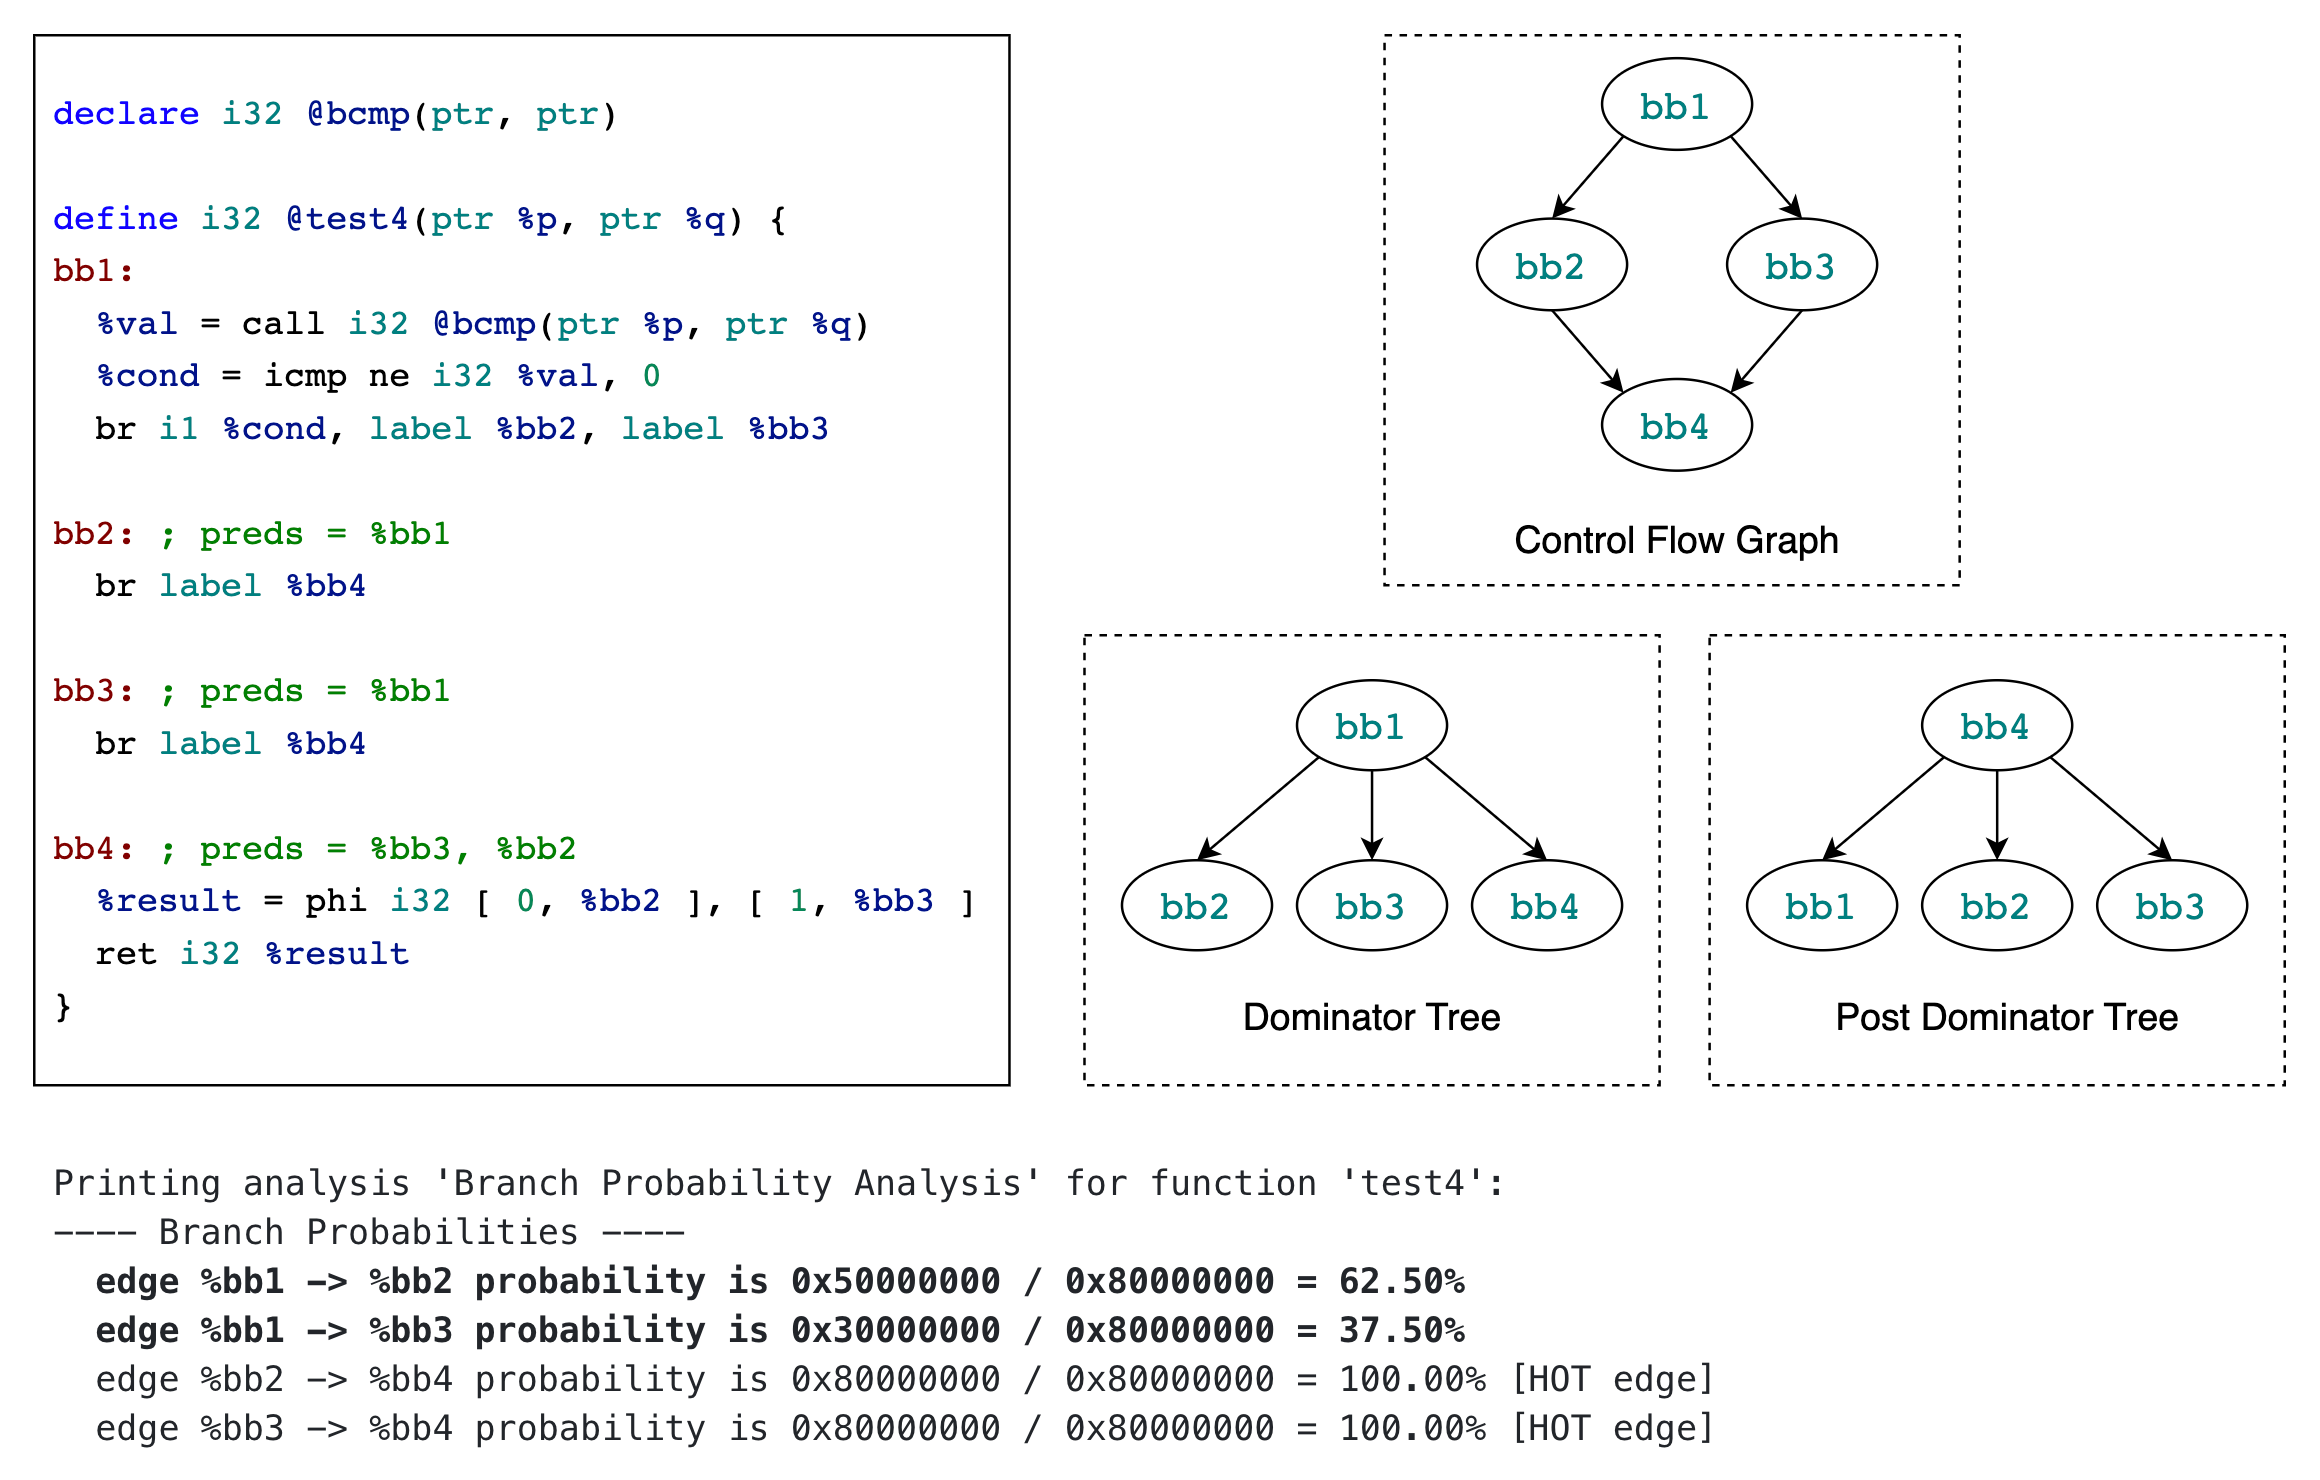 declare i32 @bcmp(ptr, ptr)
define i32 @test4(ptr %p, ptr %q) {
bb1:
  %val = call i32 @bcmp(ptr %p, ptr %q)
  %cond = icmp ne i32 %val, 0
  br i1 %cond, label %bb2, label %bb3
bb2: ; preds = %bb1
  br label %bb4
bb3: ; preds = %bb1
  br label %bb4
bb4: ; preds = %bb3, %bb2
  %result = phi i32 [ 0, %bb2 ], [ 1, %bb3 ]
  ret i32 %result
}
bb1
bb2 bb3
bb4
Control Flow Graph
bb1
bb2 bb3 bb4
Dominator Tree
bb4
bb1 bb2 bb3
Post Dominator Tree
Printing analysis 'Branch Probability Analysis' for function 'test4':
---- Branch Probabilities ----
  edge %bb1 -> %bb2 probability is 0x50000000 / 0x80000000 = 62.50%
  edge %bb1 -> %bb3 probability is 0x30000000 / 0x80000000 = 37.50%
  edge %bb2 -> %bb4 probability is 0x80000000 / 0x80000000 = 100.00% [HOT edge]
  edge %bb3 -> %bb4 probability is 0x80000000 / 0x80000000 = 100.00% [HOT edge]